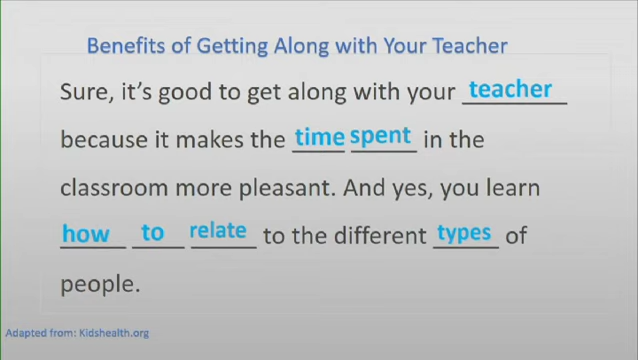 Benefits of Getting Along with Your Teacher
Sure, it's good to get along with your teacher
because it makes the time spent in the
classroom more pleasant. And yes, you learn
how to relate to the different types of
people.
Adapted from: Kidshealth.org